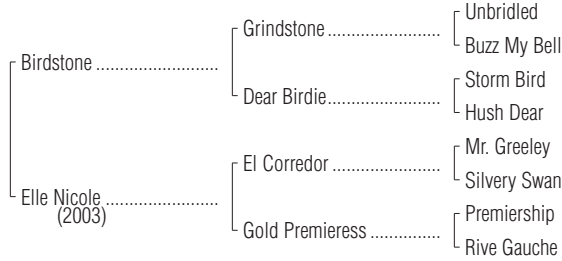 Unbridled
Grindstone
Buzz My Bell
Birdstone
Storm Bird
Dear Birdie
Hush Dear
Mr. Greeley
El Corredor
Silvery Swan
Elle Nicole
(2003)
Premiership
Gold Premieress
Rive Gauche